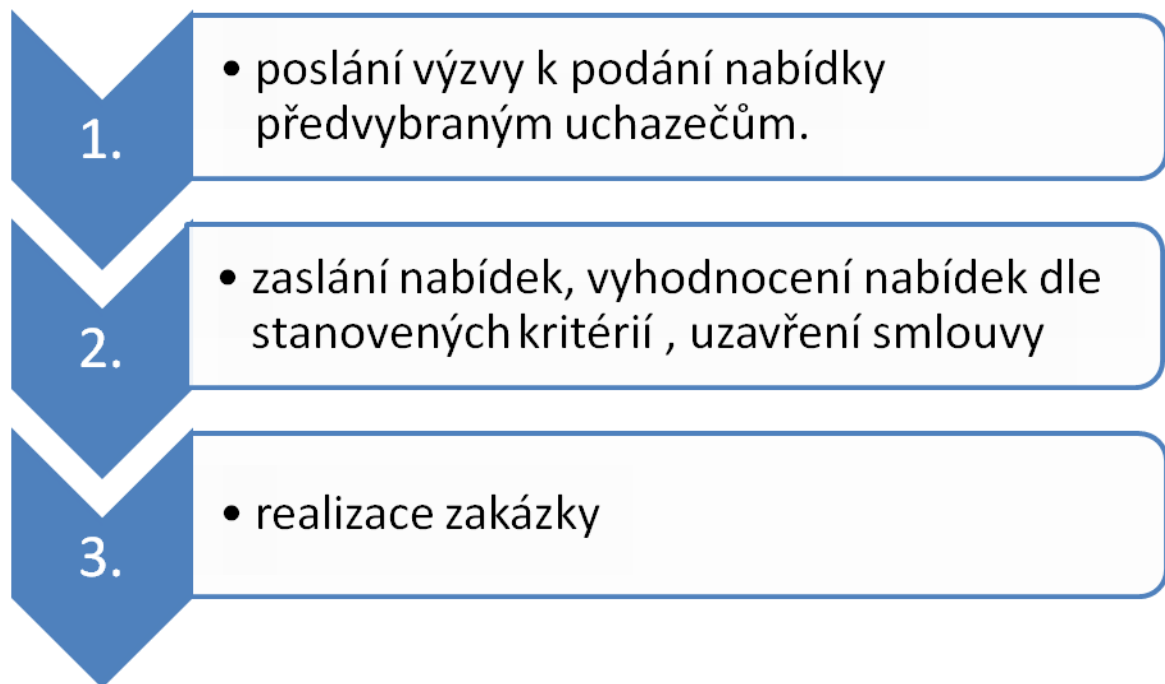 1.
• poslání výzvy k podání nabídky
předvybraným uchazečům.
2.
• zaslání nabídek, vyhodnocení nabídek dle
stanovených kritérií , uzavření smlouvy
3.
• realizace zakázky